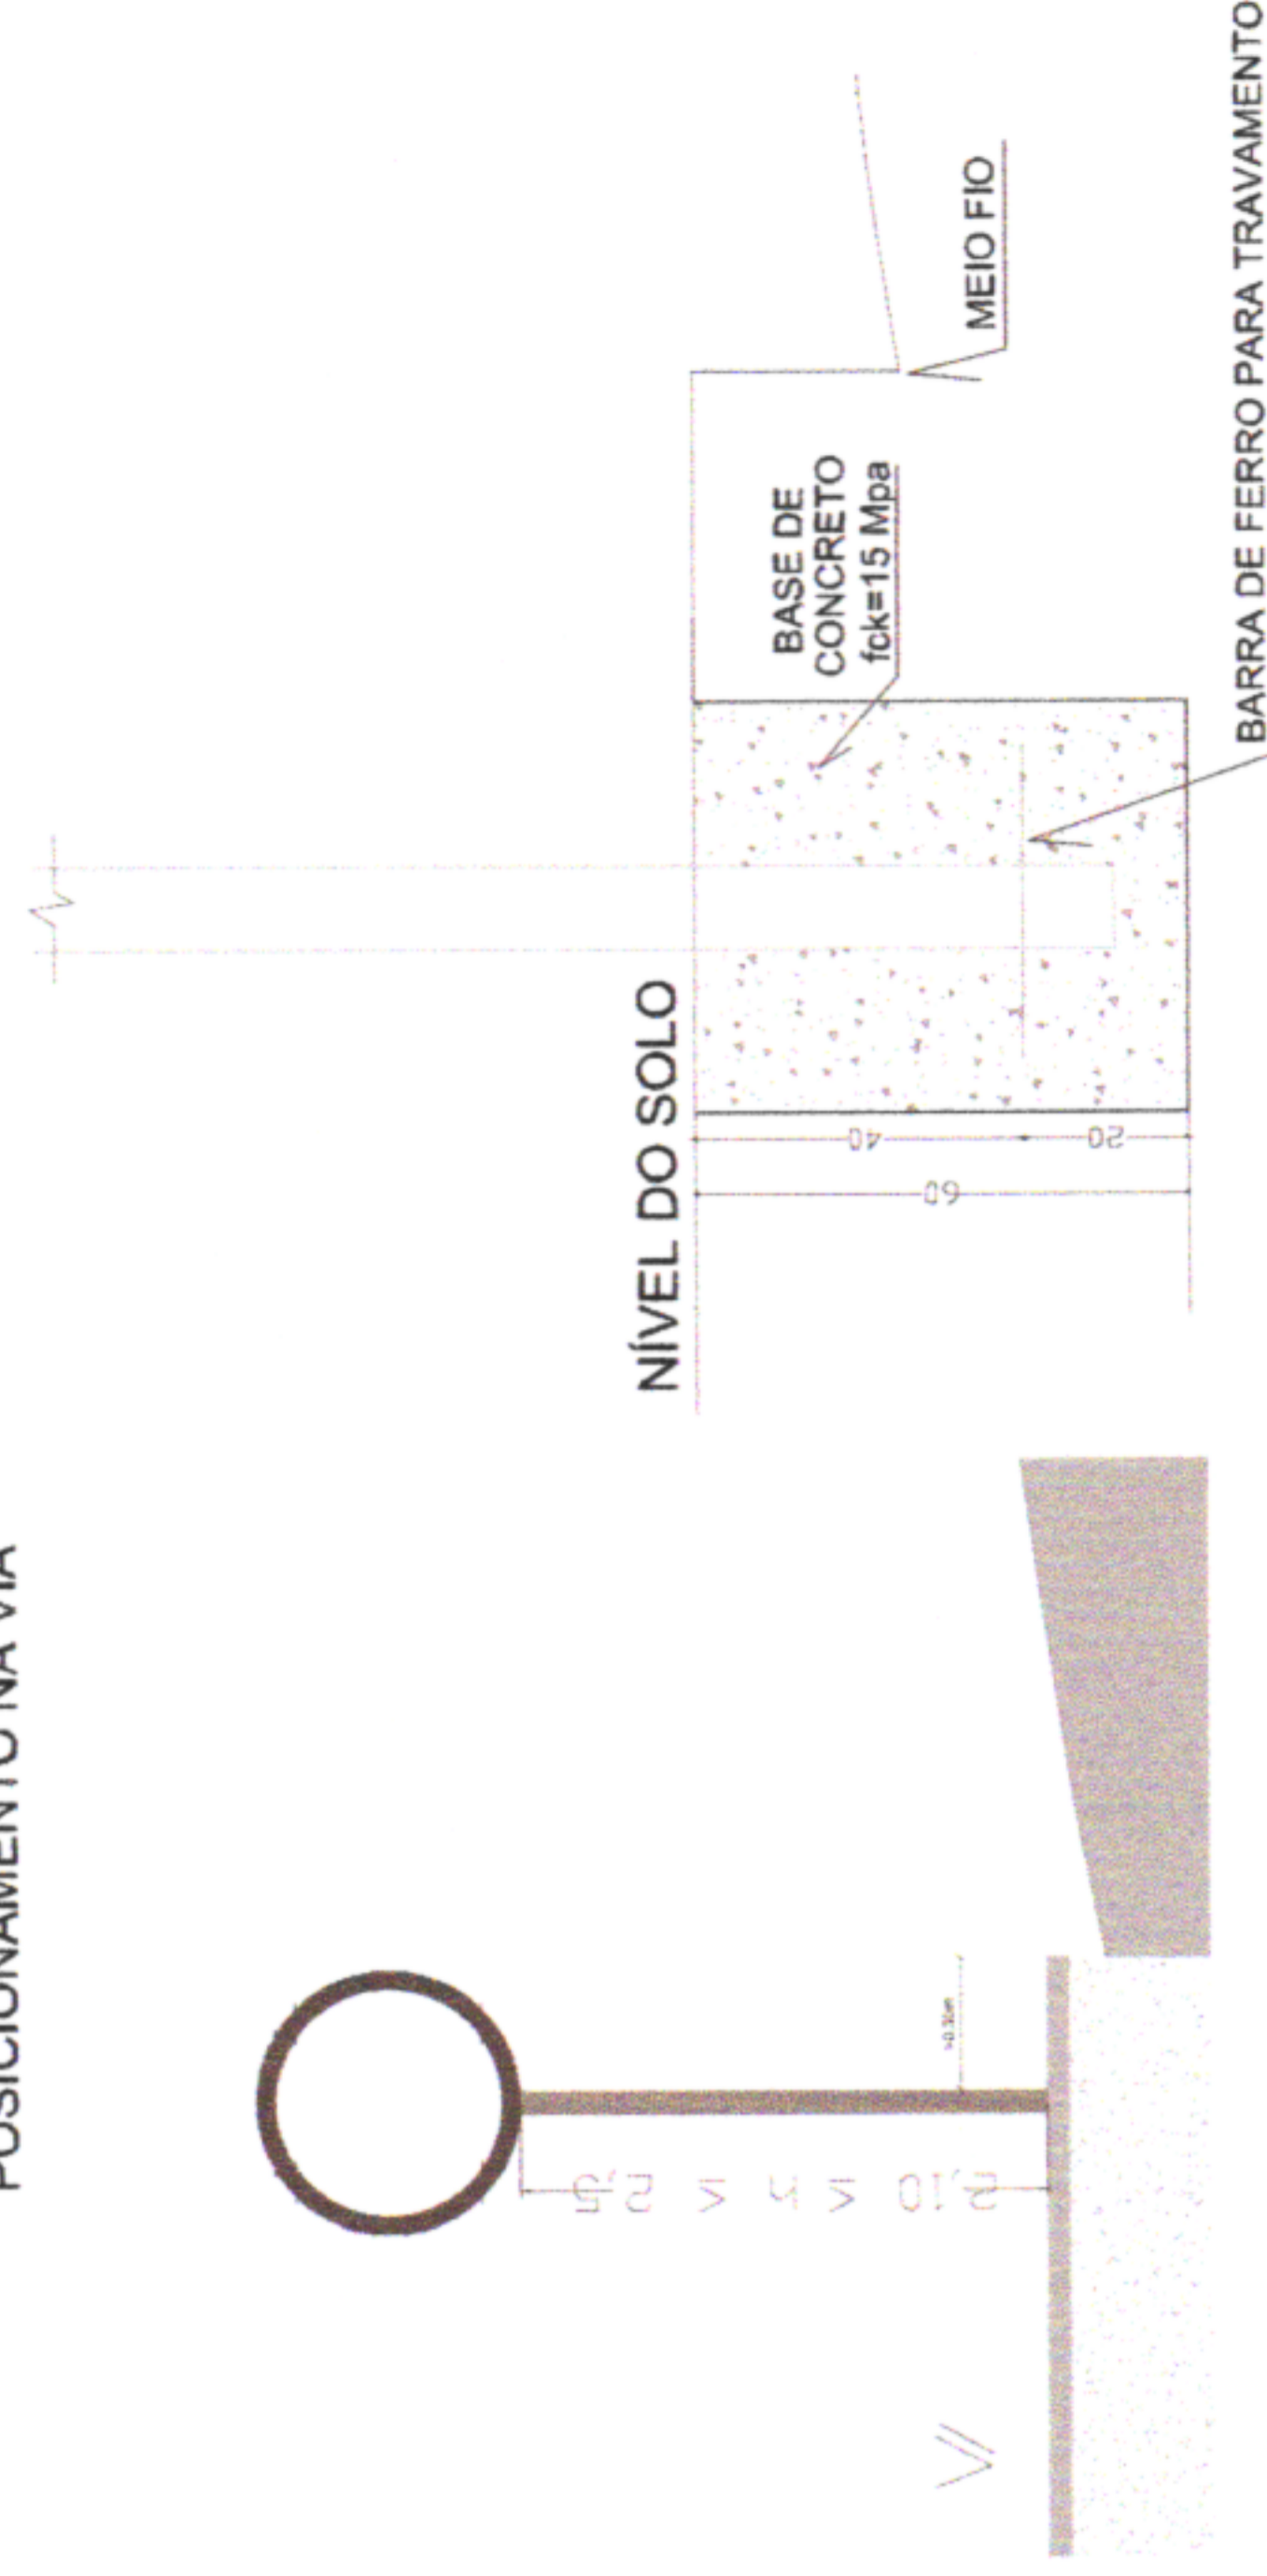 POSICIONAMENTO NA VIA
2,10 ≤ h ≤ 2,5
NÍVEL DO SOLO
40
20
60
BASE DE
CONCRETO
fck=15 Mpa
MEIO FIO
BARRA DE FERRO PARA TRAVAMENTO